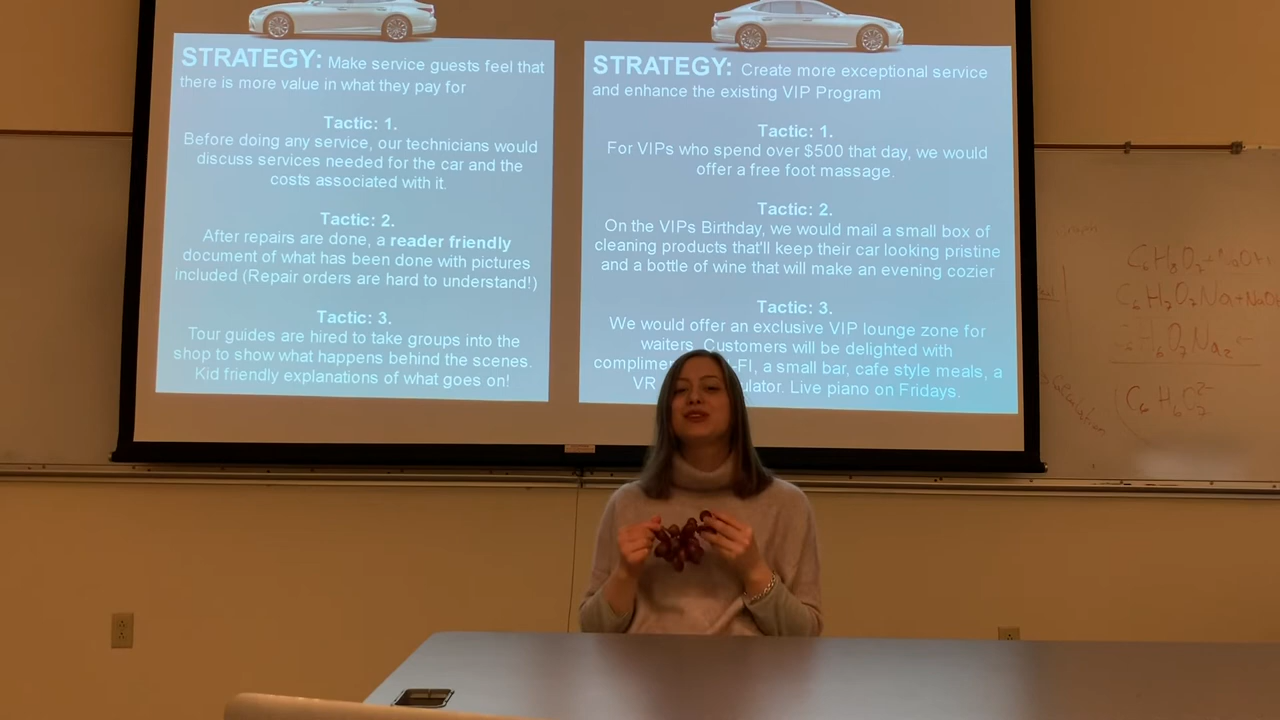 STRATEGY: Make service guests feel that
there is more value in what they pay for
Tactic: 1.
Before doing any service, our technicians would
discuss services needed for the car and the
costs associated with it.
Tactic: 2.
After repairs are done, a reader friendly
document of what has been done with pictures
included (Repair orders are hard to understand!)
Tactic: 3.
Tour guides are hired to take groups into the
shop to show what happens behind the scenes.
Kid friendly explanations of what goes on!
STRATEGY: Create more exceptional service
and enhance the existing VIP Program
Tactic: 1.
For VIPs who spend over $500 that day, we would
offer a free foot massage.
Tactic: 2.
On the VIPs Birthday, we would mail a small box of
cleaning products that'll keep their car looking pristine
and a bottle of wine that will make an evening cozier
Tactic: 3.
We would offer an exclusive VIP lounge zone for
waiters. Customers will be delighted with
a small bar, cafe style meals, a
VR Live piano on Fridays.